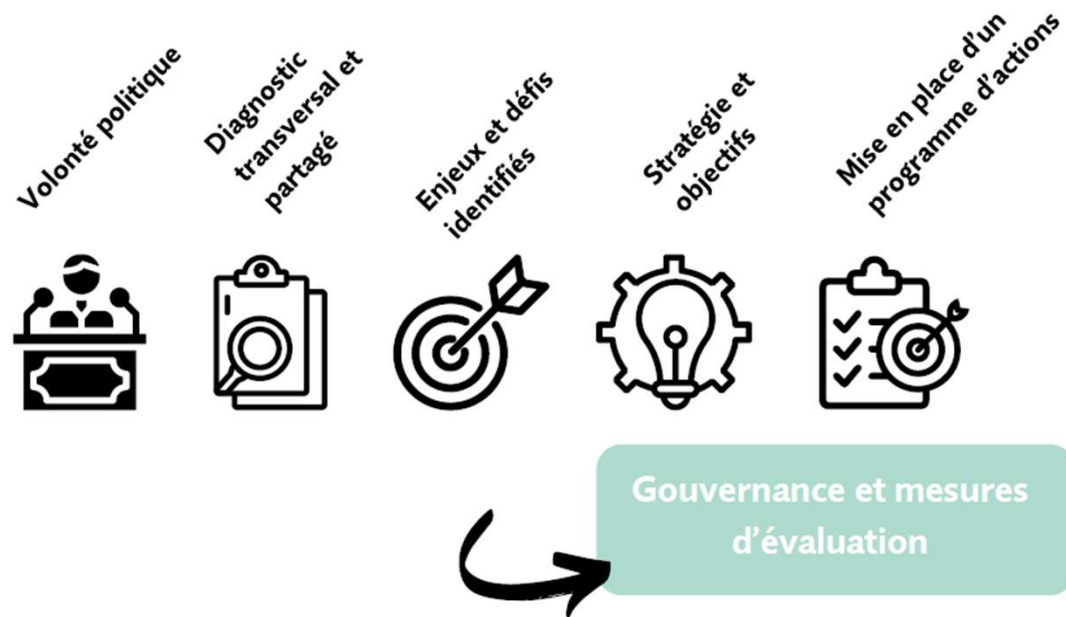 Volonté politique
Diagnostic
transversal et
partagé
Enjeux et défis
identifiés
Stratégie et
objectifs
Mise en place d'un
programme d'actions
Gouvernance et mesures
d'évaluation